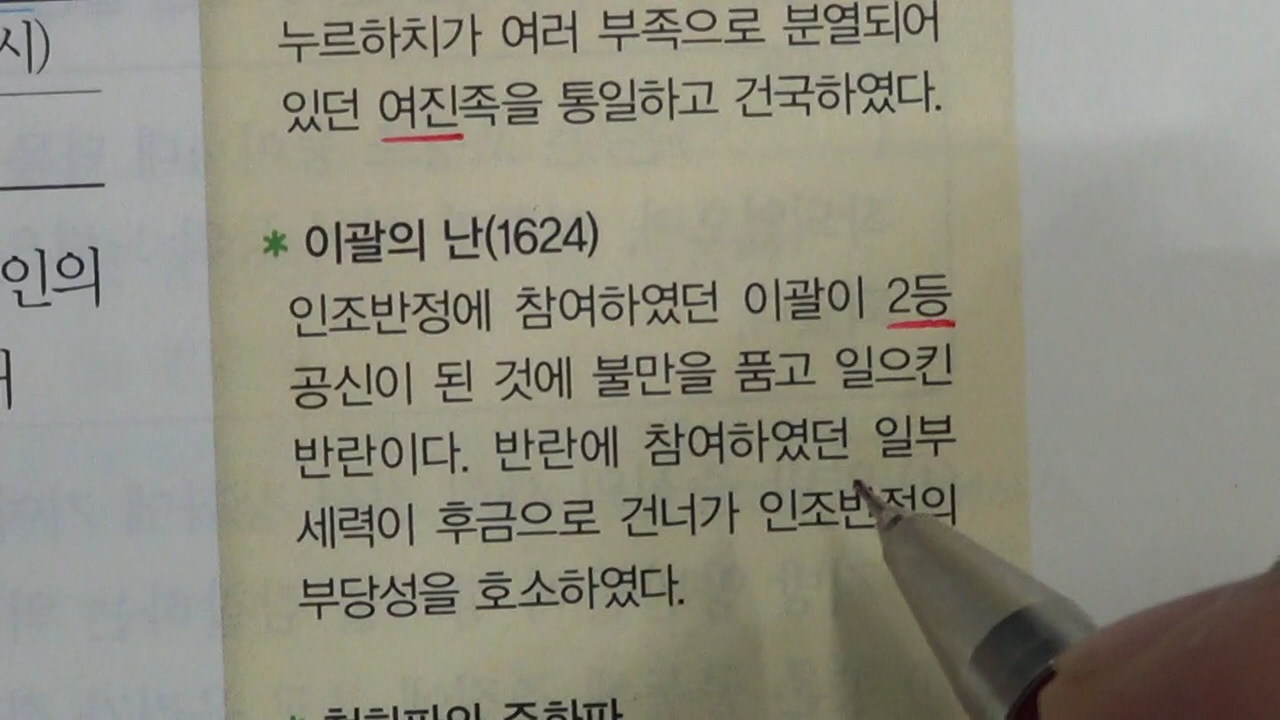 시)
인의
누르하치가 여러 부족으로 분열되어
있던 여진족을 통일하고 건국하였다.
* 이괄의 난(1624)
인조반정에 참여하였던 이괄이 2등
공신이 된 것에 불만을 품고 일으킨
반란이다. 반란에 참여하였던 일부
세력이 후금으로 건너가 인조반정의
부당성을 호소하였다.